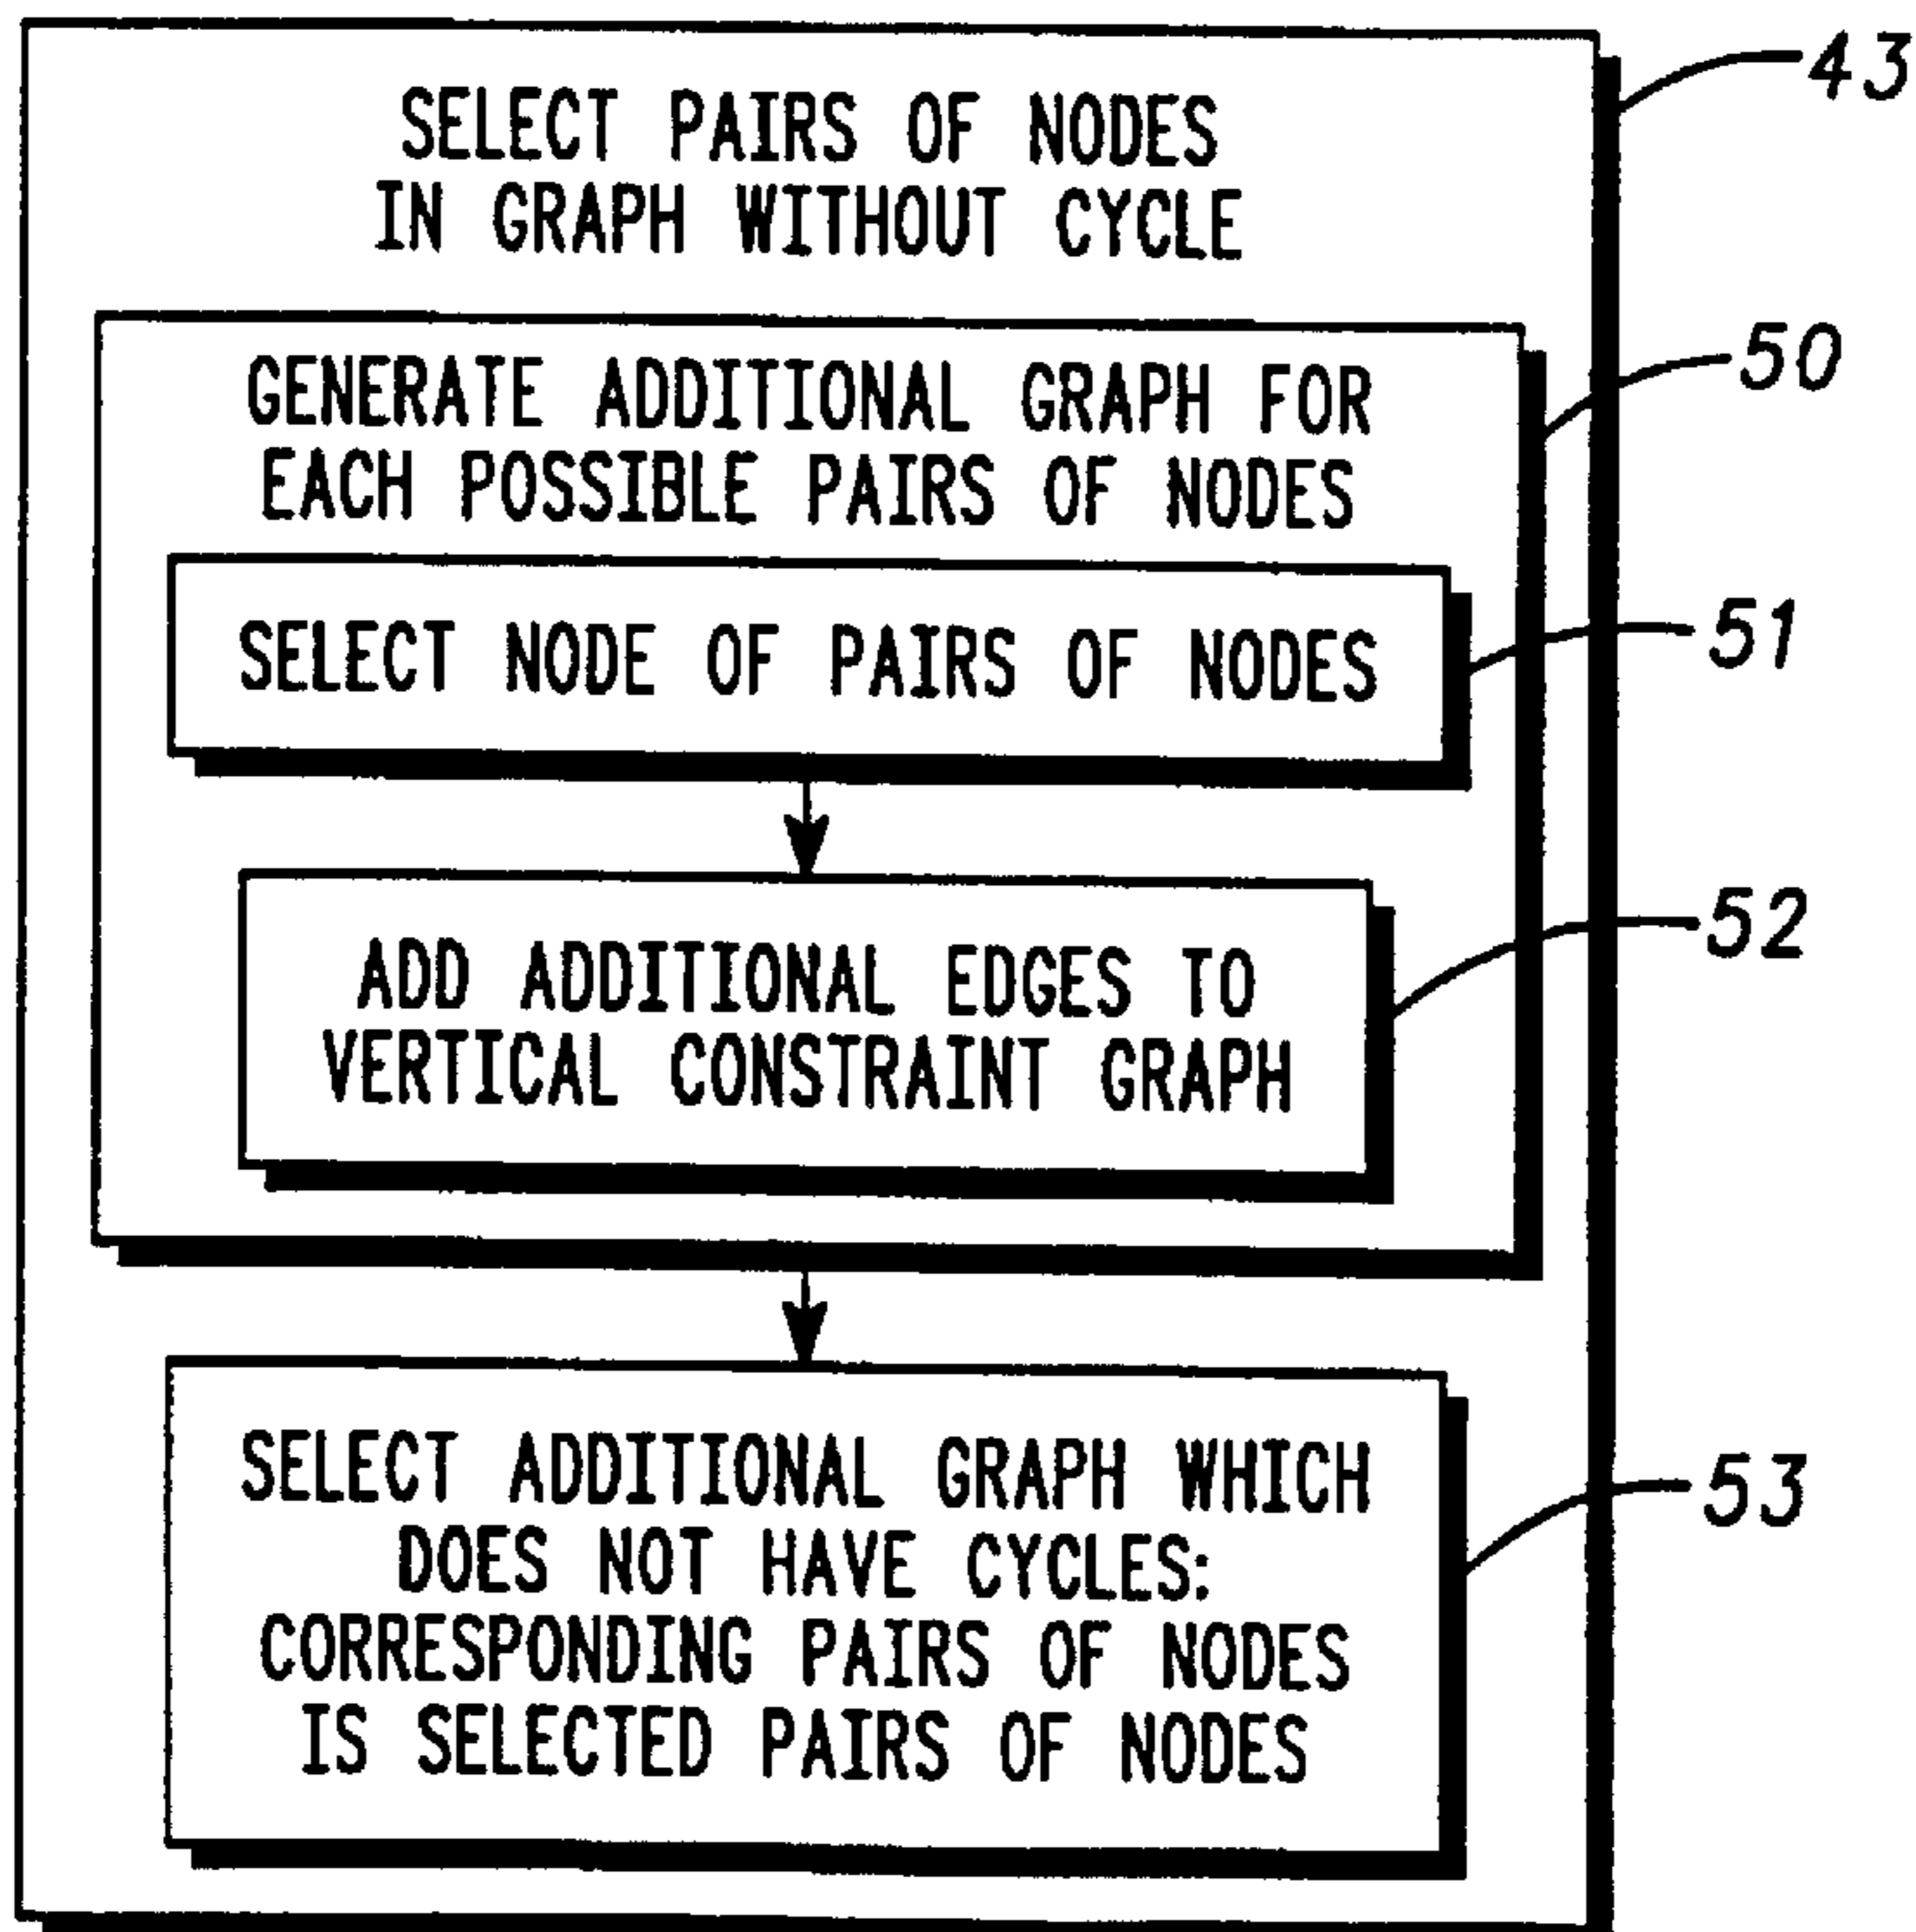 43
SELECT PAIRS OF NODES
IN GRAPH WITHOUT CYCLE
50
GENERATE ADDITIONAL GRAPH FOR
EACH POSSIBLE PAIRS OF NODES
51
SELECT NODE OF PAIRS OF NODES
52
ADD ADDITIONAL EDGES TO
VERTICAL CONSTRAINT GRAPH
53
SELECT ADDITIONAL GRAPH WHICH
DOES NOT HAVE CYCLES:
CORRESPONDING PAIRS OF NODES
IS SELECTED PAIRS OF NODES